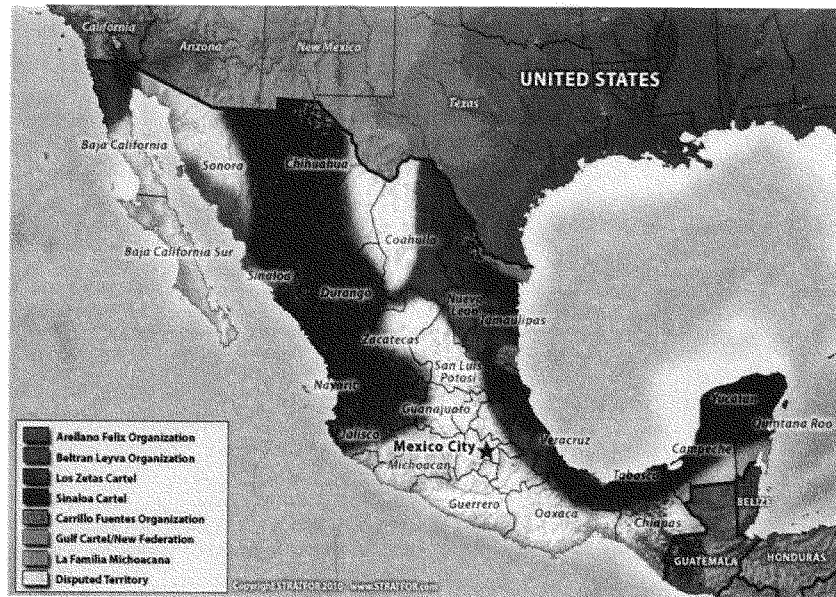 California
Arizona
New Mexico
UNITED STATES
Texas
Baja California
Sonora
Chihuahua
Coahuila
Baja California Sur
Sinaloa
Durango
Nuevo
Leon
Tamaulipas
Zacatecas
San Luis
Potosi
Nayarit
Guanajuato
Yucatan
Quintana Roo
Jalisco
Mexico City
Veracruz
Campeche
Michoacan
Tabasco
BELIZE
Guerrero
Oaxaca
Chiapas
GUATEMALA
HONDURAS
Arellano Felix Organization
Beltran Leyva Organization
Los Zetas Cartel
Sinaloa Cartel
Carrillo Fuentes Organization
Gulf Cartel/New Federation
La Familia Michoacana
Disputed Territory
Copyright STRATFOR 2010 www.STRATFOR.com